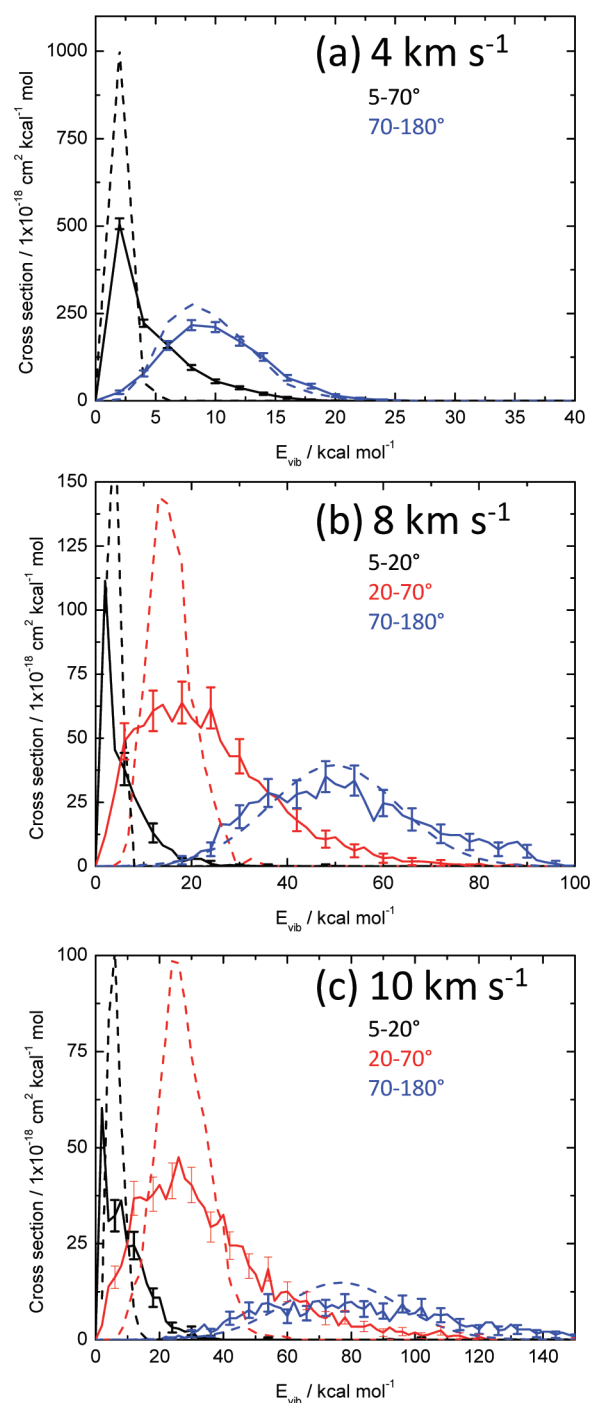 (a) 4 km s⁻¹
5-70°
70-180°
1000
750
500
250
0
Cross section / 1x10⁻¹⁸ cm² kcal⁻¹ mol
0 5 10 15 20 25 30 35 40
E_vib / kcal mol⁻¹
(b) 8 km s⁻¹
5-20°
20-70°
70-180°
150
125
100
75
50
25
0
Cross section / 1x10⁻¹⁸ cm² kcal⁻¹ mol
0 20 40 60 80 100
E_vib / kcal mol⁻¹
(c) 10 km s⁻¹
5-20°
20-70°
70-180°
100
75
50
25
0
Cross section / 1x10⁻¹⁸ cm² kcal⁻¹ mol
0 20 40 60 80 100 120 140
E_vib / kcal mol⁻¹